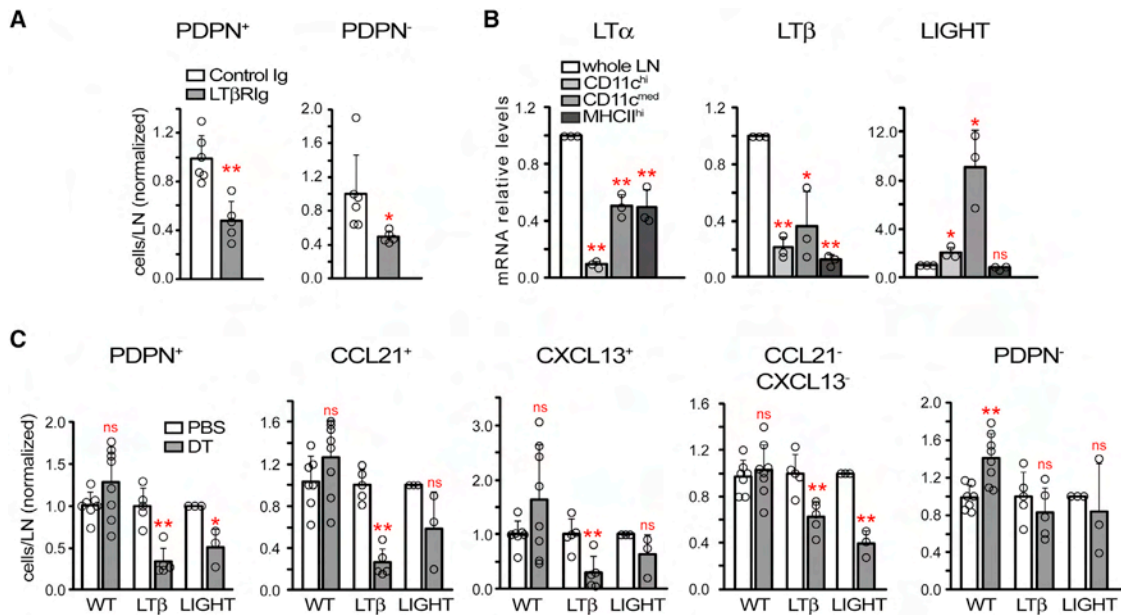 A
PDPN+
PDPN-
Control Ig
LTβRIg
cells/LN (normalized)
1.2
0.8
0.4
0.0
**
2.0
1.6
1.2
0.8
0.4
0.0
*
B
LTα
LTβ
LIGHT
whole LN
CD11chi
CD11cmed
MHCIIhi
mRNA relative levels
1.2
0.8
0.4
0.0
**
**
**
1.2
0.8
0.4
0.0
**
*
**
12.0
8.0
4.0
0.0
*
*
ns
C
PDPN+
CCL21+
CXCL13+
CCL21-
CXCL13-
PDPN-
PBS
DT
cells/LN (normalized)
2.0
1.5
1.0
0.5
0.0
ns
**
*
WT LTβ LIGHT
2.0
1.6
1.2
0.8
0.4
0.0
ns
**
ns
WT LTβ LIGHT
3.0
2.0
1.0
0.0
ns
**
ns
WT LTβ LIGHT
1.6
1.2
0.8
0.4
0.0
ns
**
**
WT LTβ LIGHT
2.0
1.6
1.2
0.8
0.4
0.0
**
ns
ns
WT LTβ LIGHT